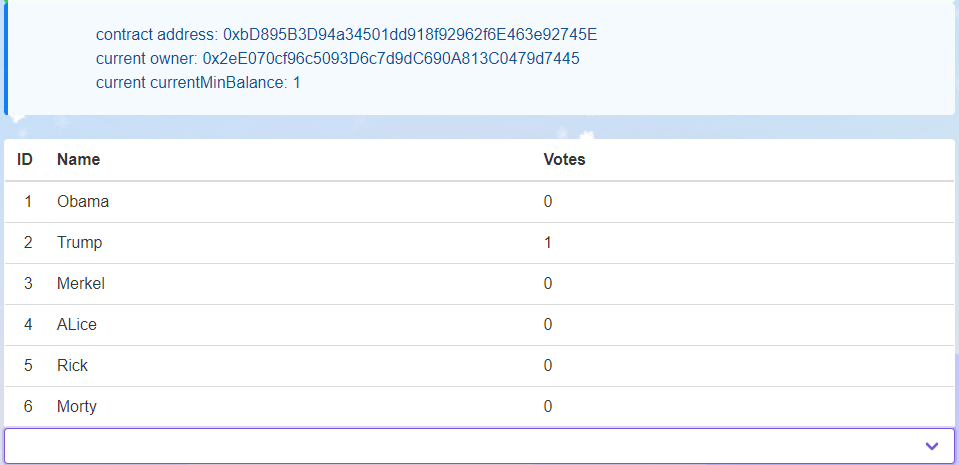 contract address: 0xbD895B3D94a34501dd918f92962f6E463e92745E
current owner: 0x2eE070cf96c5093D6c7d9dC690A813C0479d7445
current currentMinBalance: 1
ID Name Votes
1 Obama 0
2 Trump 1
3 Merkel 0
4 ALice 0
5 Rick 0
6 Morty 0